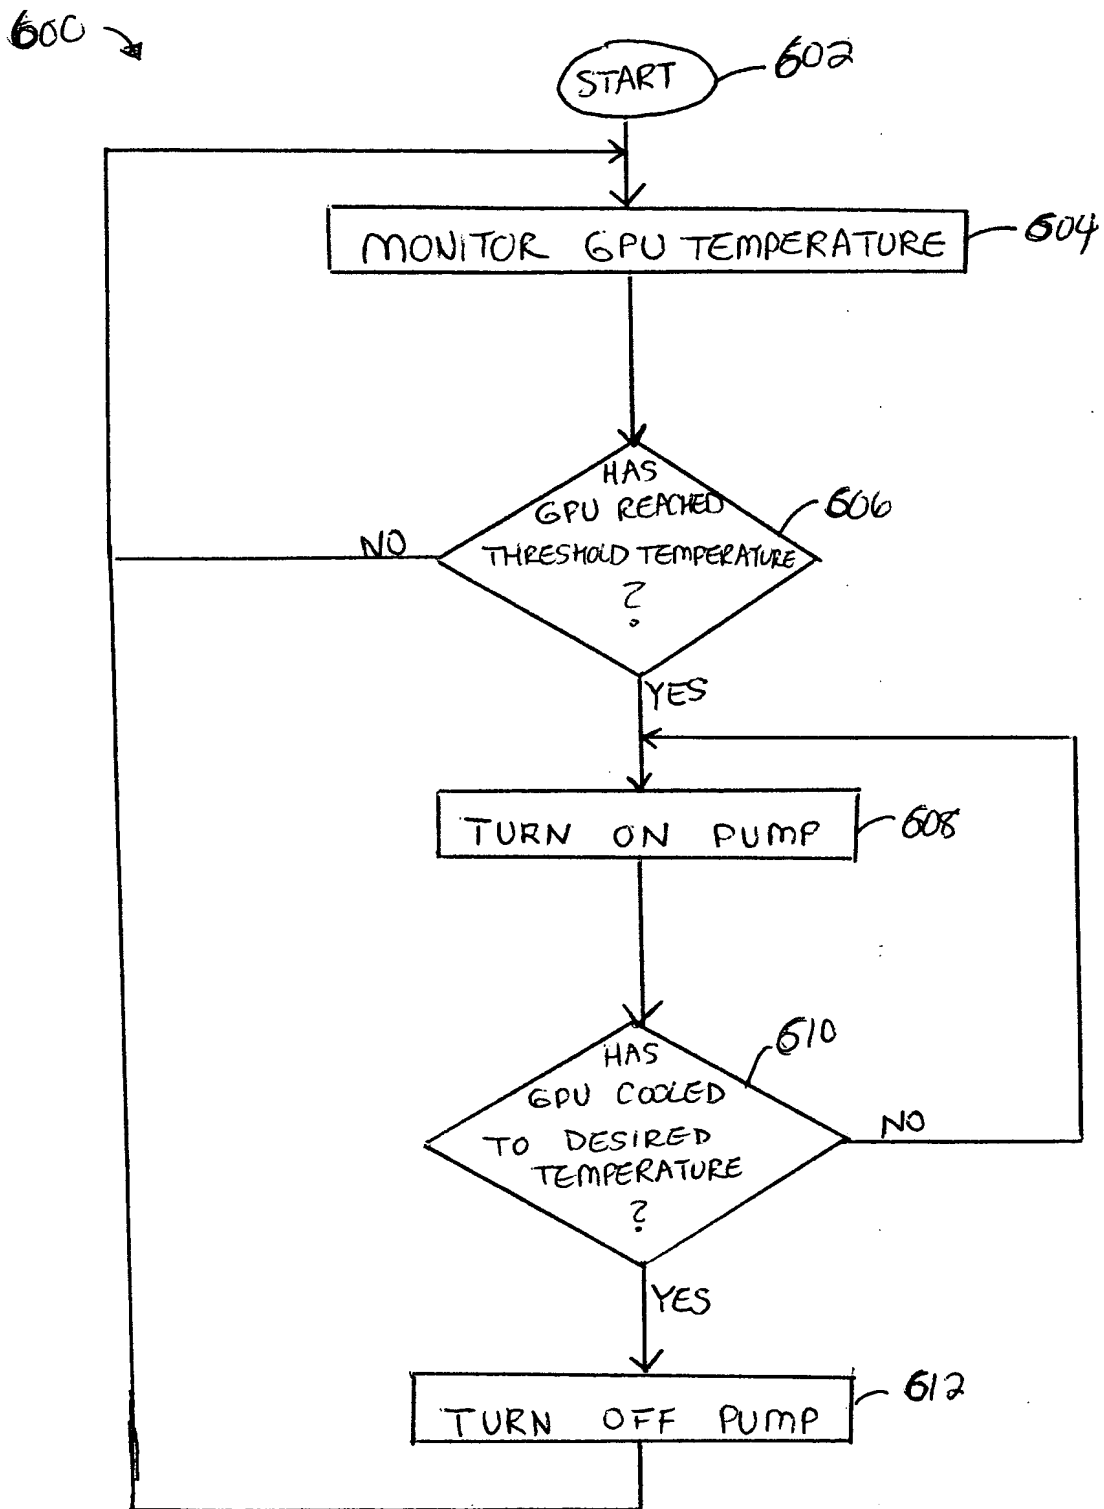 600
START
602
MONITOR GPU TEMPERATURE
604
HAS
GPU REACHED
THRESHOLD TEMPERATURE
?
606
NO
YES
TURN ON PUMP
608
HAS
GPU COOLED
TO DESIRED
TEMPERATURE
?
610
NO
YES
TURN OFF PUMP
612